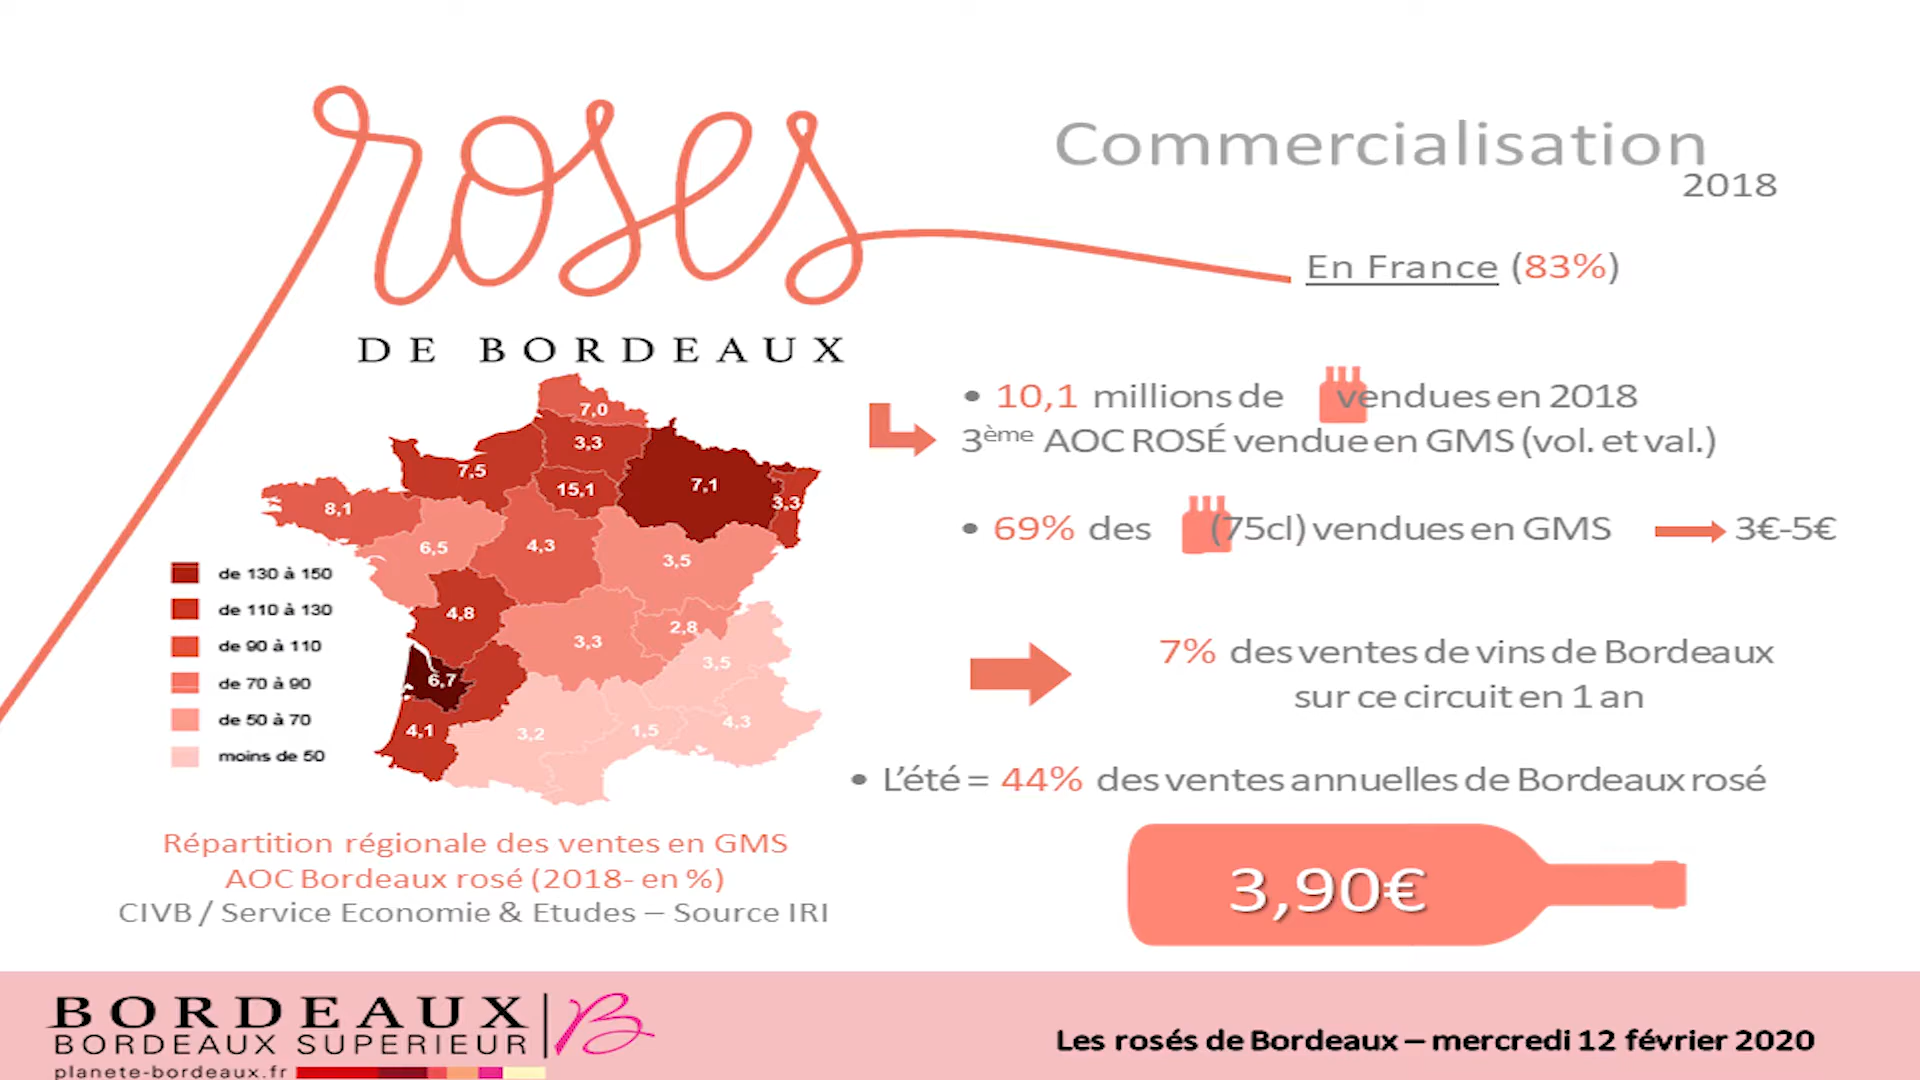 roses
DE BORDEAUX
Commercialisation
2018
En France (83%)
• 10,1 millions de vendues en 2018
3ème AOC ROSÉ vendue en GMS (vol. et val.)
• 69% des (75cl) vendues en GMS 3€-5€
7% des ventes de vins de Bordeaux
sur ce circuit en 1 an
• L'été = 44% des ventes annuelles de Bordeaux rosé
3,90€
7,0
3,3
7,5
15,1
7,1
3,3
8,1
6,5
4,3
3,5
4,8
3,3
2,8
3,5
6,7
4,1
3,2
1,5
4,3
de 130 à 150
de 110 à 130
de 90 à 110
de 70 à 90
de 50 à 70
moins de 50
Répartition régionale des ventes en GMS
AOC Bordeaux rosé (2018- en %)
CIVB / Service Economie & Etudes – Source IRI
BORDEAUX
BORDEAUX SUPERIEUR
B
planete-bordeaux.fr
Les rosés de Bordeaux – mercredi 12 février 2020